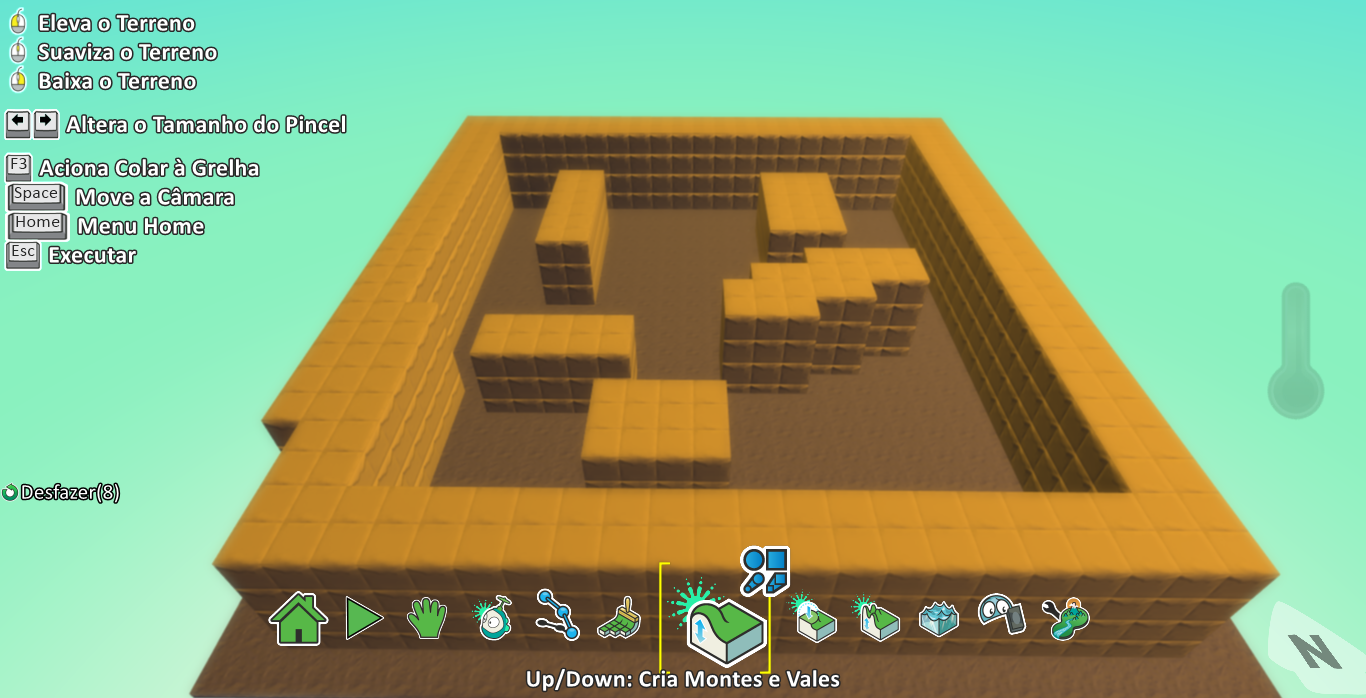 Eleva o Terreno
Suaviza o Terreno
Baixa o Terreno
Altera o Tamanho do Pincel
F3 Aciona Colar à Grelha
Space Move a Câmara
Home Menu Home
Esc Executar
Desfazer(8)
Up/Down: Cria Montes e Vales
N